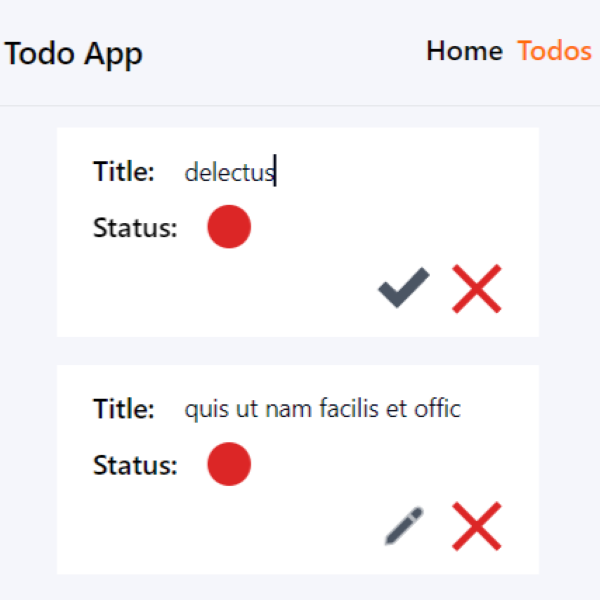 Todo App Home Todos
Title: delectus
Status:
Title: quis ut nam facilis et offic
Status: